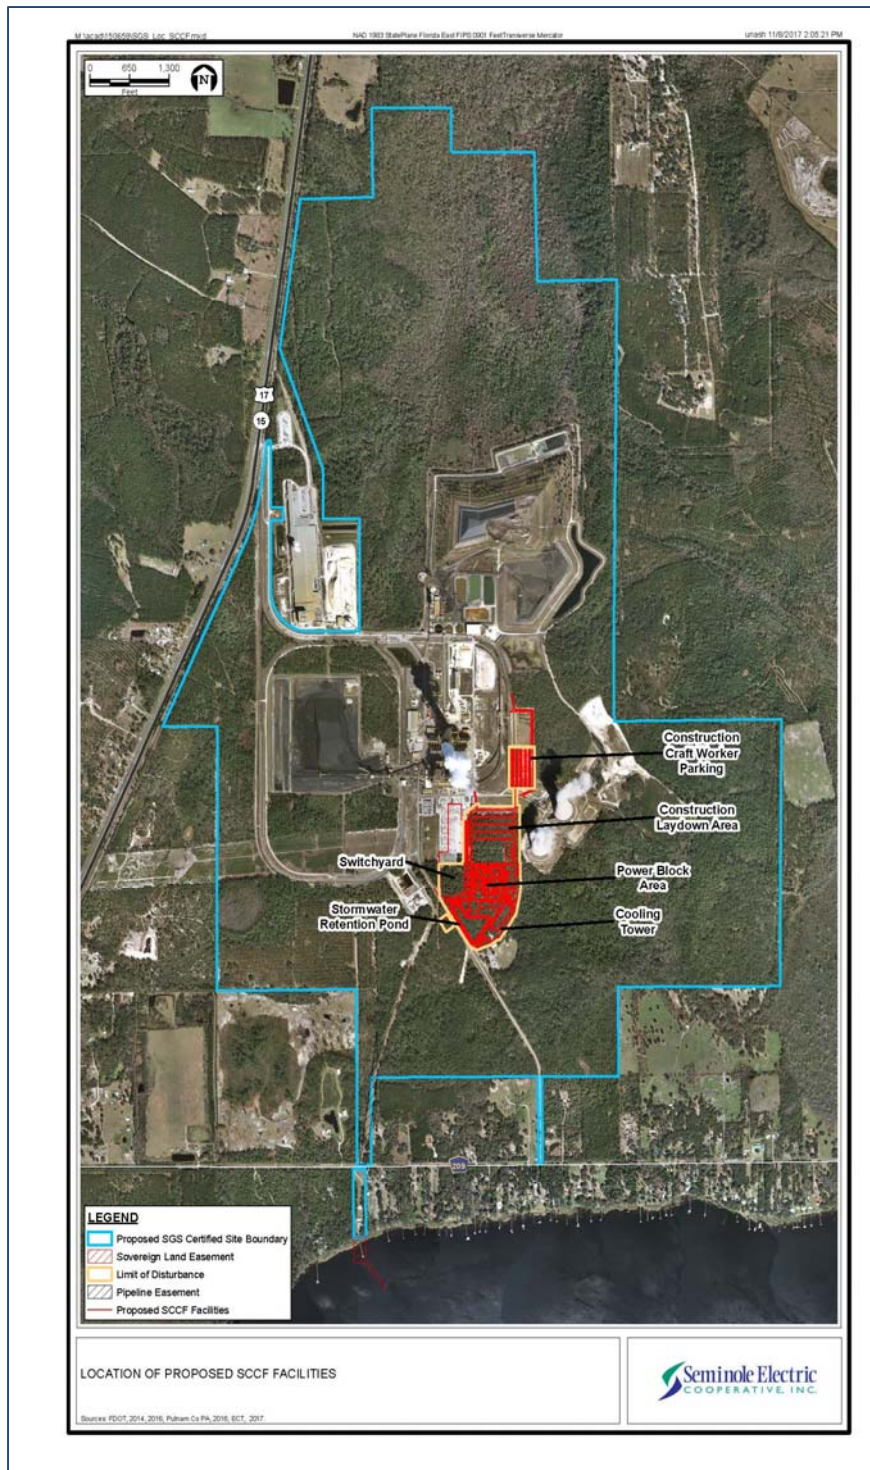 M:\acad\150659\SGS_Loc_SCCF.mxd
NAD 1983 StatePlane Florida East FIPS 0901 FeetTransverse Mercator
unash 11/8/2017 2:05:21 PM
0 650 1,300
Feet
N
17
15
Construction
Craft Worker
Parking
Construction
Laydown Area
Switchyard
Power Block
Area
Stormwater
Retention Pond
Cooling
Tower
209
LEGEND
Proposed SGS Certified Site Boundary
Sovereign Land Easement
Limit of Disturbance
Pipeline Easement
Proposed SCCF Facilities
LOCATION OF PROPOSED SCCF FACILITIES
Sources: FDOT, 2014, 2016; Putnam Co PA, 2016; ECT, 2017.
Seminole Electric
COOPERATIVE, INC.